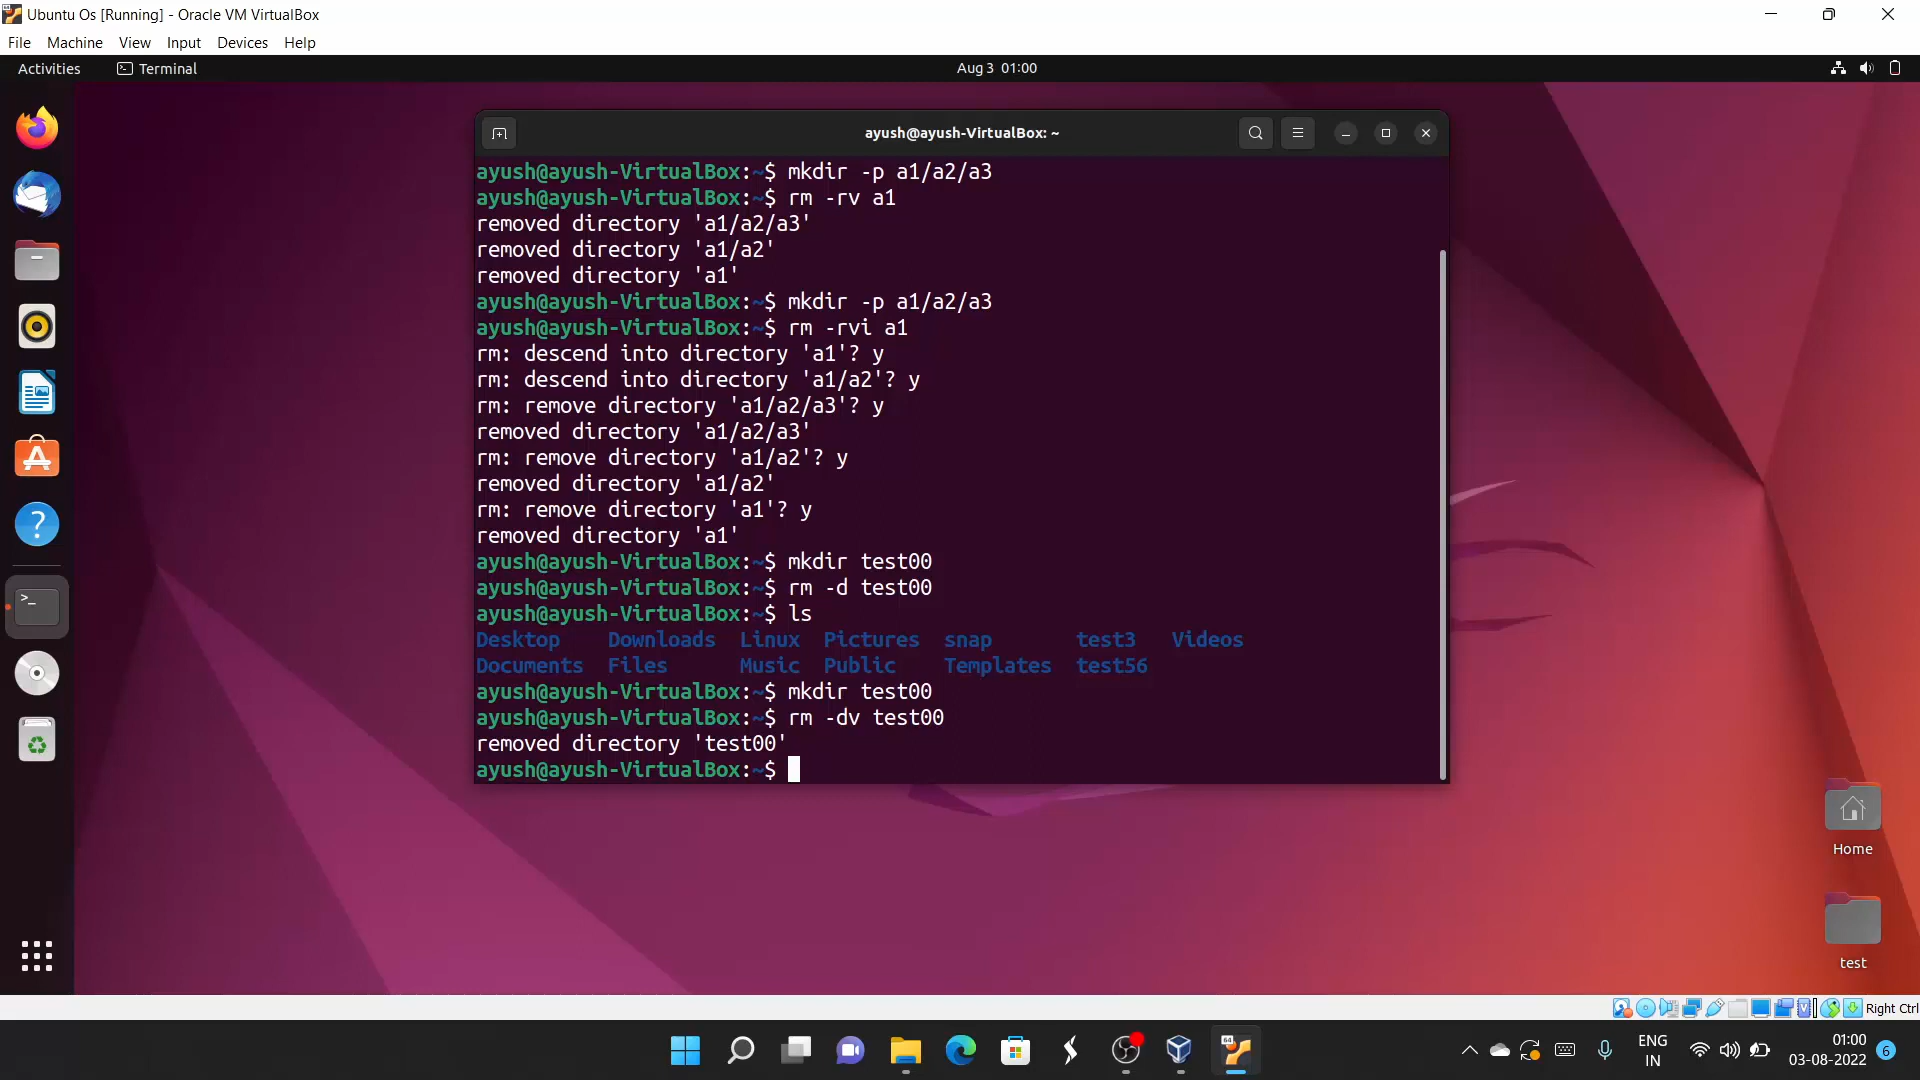 Ubuntu Os [Running] - Oracle VM VirtualBox
File Machine View Input Devices Help
Activities Terminal Aug 3 01:00
ayush@ayush-VirtualBox: ~
ayush@ayush-VirtualBox:~$ mkdir -p a1/a2/a3
ayush@ayush-VirtualBox:~$ rm -rv a1
removed directory 'a1/a2/a3'
removed directory 'a1/a2'
removed directory 'a1'
ayush@ayush-VirtualBox:~$ mkdir -p a1/a2/a3
ayush@ayush-VirtualBox:~$ rm -rvi a1
rm: descend into directory 'a1'? y
rm: descend into directory 'a1/a2'? y
rm: remove directory 'a1/a2/a3'? y
removed directory 'a1/a2/a3'
rm: remove directory 'a1/a2'? y
removed directory 'a1/a2'
rm: remove directory 'a1'? y
removed directory 'a1'
ayush@ayush-VirtualBox:~$ mkdir test00
ayush@ayush-VirtualBox:~$ rm -d test00
ayush@ayush-VirtualBox:~$ ls
Desktop Downloads Linux Pictures snap test3 Videos
Documents Files Music Public Templates test56
ayush@ayush-VirtualBox:~$ mkdir test00
ayush@ayush-VirtualBox:~$ rm -dv test00
removed directory 'test00'
ayush@ayush-VirtualBox:~$
Home
test
Right Ctrl
ENG
IN
01:00
03-08-2022
6